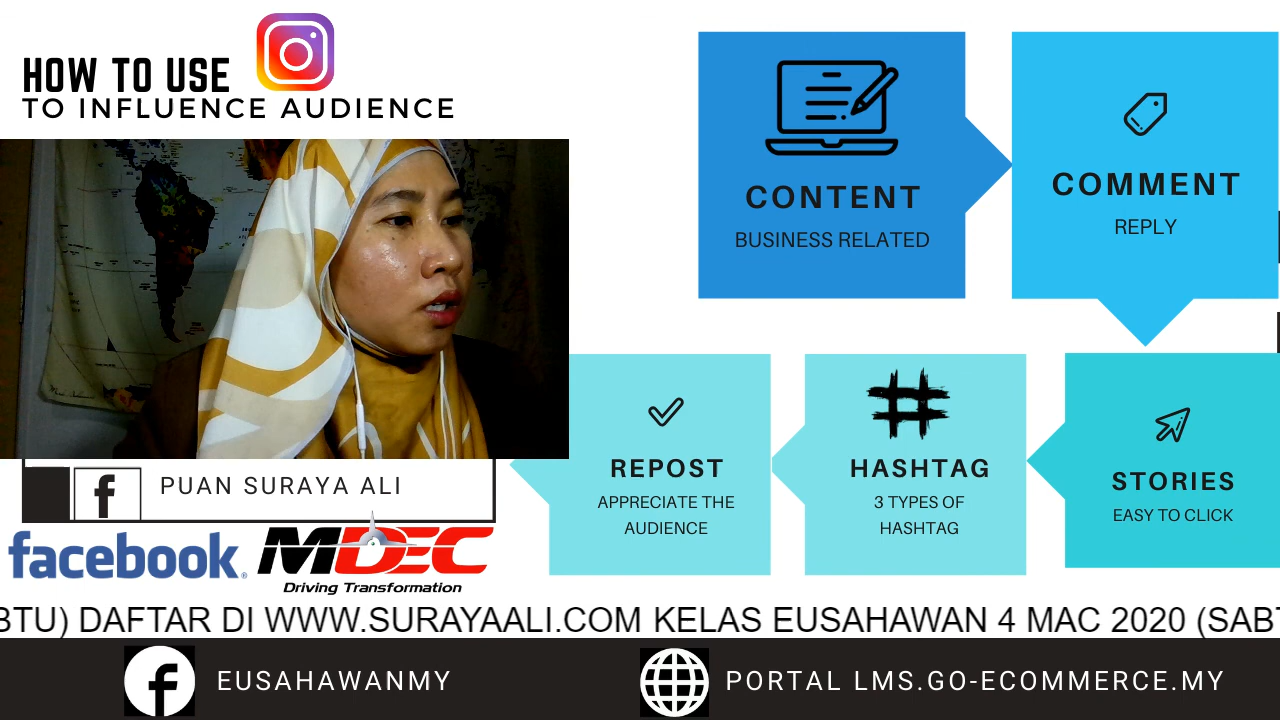 HOW TO USE
TO INFLUENCE AUDIENCE
CONTENT
BUSINESS RELATED
COMMENT
REPLY
STORIES
EASY TO CLICK
#
HASHTAG
3 TYPES OF
HASHTAG
REPOST
APPRECIATE THE
AUDIENCE
PUAN SURAYA ALI
facebook®
MDEC
Driving Transformation
BTU) DAFTAR DI WWW.SURAYAALI.COM KELAS EUSAHAWAN 4 MAC 2020 (SABT
EUSAHAWANMY
PORTAL LMS.GO-ECOMMERCE.MY